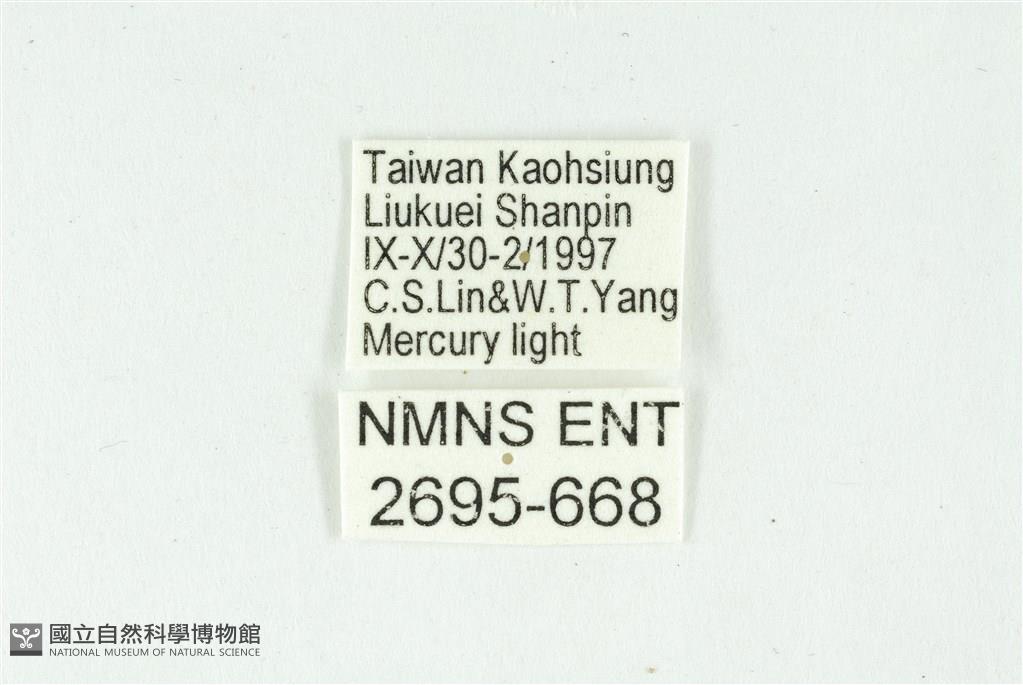 Taiwan Kaohsiung
Liukuei Shanpin
IX-X/30-2/1997
C.S.Lin&W.T.Yang
Mercury light
NMNS ENT
2695-668
國立自然科學博物館
NATIONAL MUSEUM OF NATURAL SCIENCE